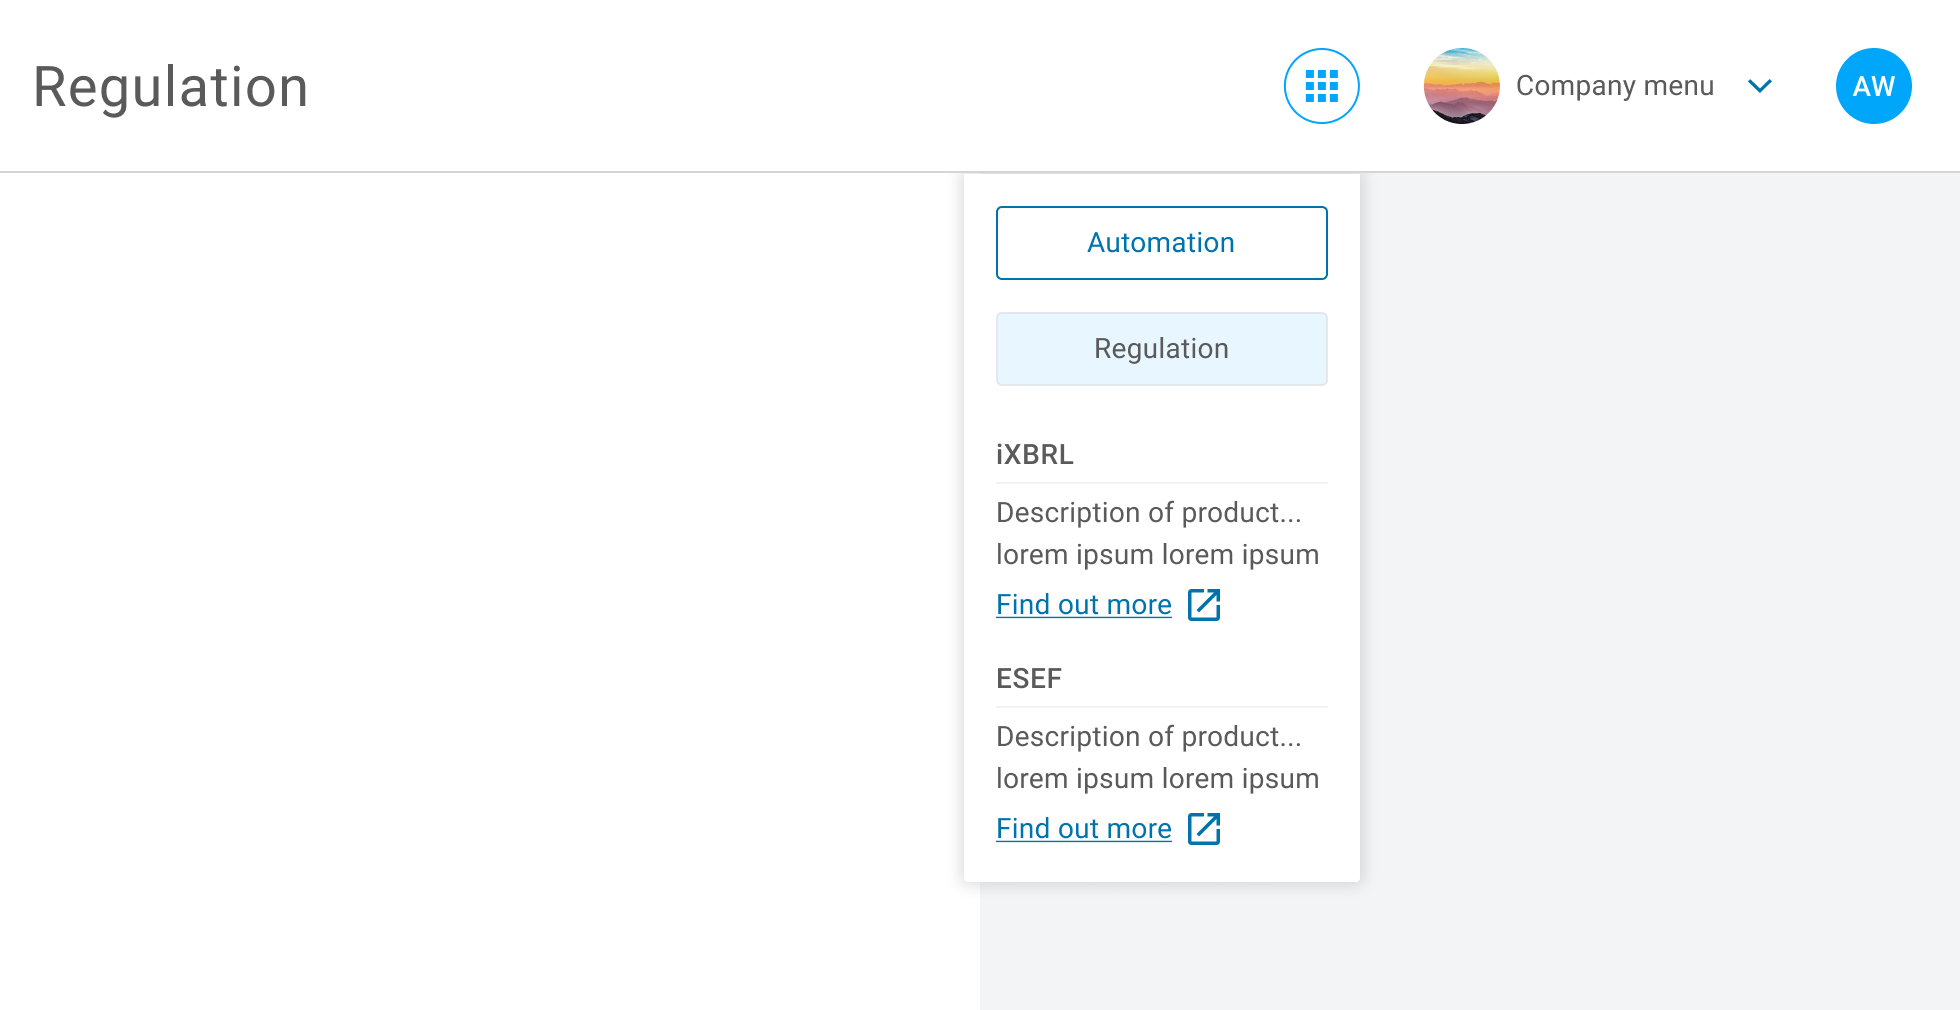 Regulation
Company menu
AW
Automation
Regulation
iXBRL
Description of product...
lorem ipsum lorem ipsum
Find out more
ESEF
Description of product...
lorem ipsum lorem ipsum
Find out more